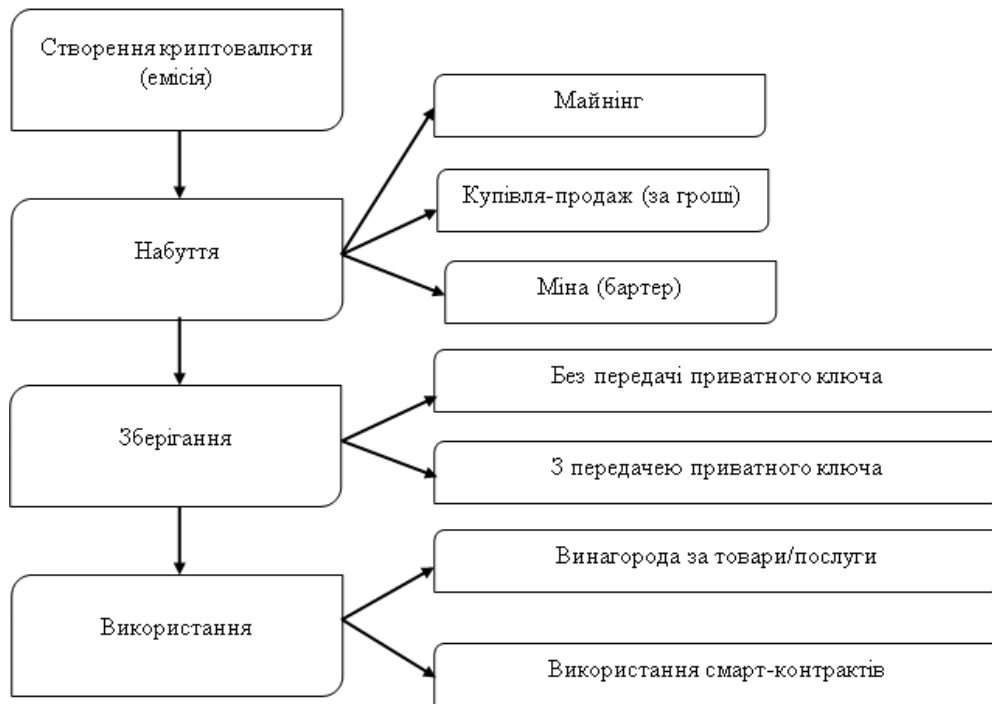 Створення криптовалюти
(емісія)
Майнінг
Купівля-продаж (за гроші)
Набуття
Міна (бартер)
Без передачі приватного ключа
Зберігання
З передачею приватного ключа
Винагорода за товари/послуги
Використання
Використання смарт-контрактів